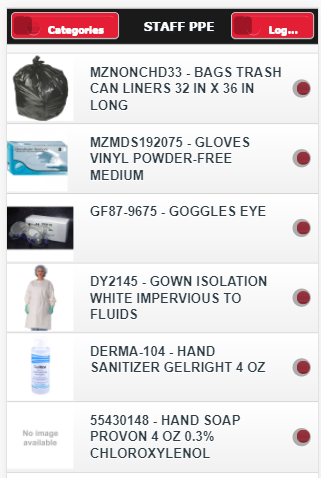 Categories
STAFF PPE
Log...
MZNONCHD33 - BAGS TRASH
CAN LINERS 32 IN X 36 IN
LONG
MZMDS192075 - GLOVES
VINYL POWDER-FREE
MEDIUM
GF87-9675 - GOGGLES EYE
DY2145 - GOWN ISOLATION
WHITE IMPERVIOUS TO
FLUIDS
DERMA-104 - HAND
SANITIZER GELRIGHT 4 OZ
No image
available
55430148 - HAND SOAP
PROVON 4 OZ 0.3%
CHLOROXYLENOL